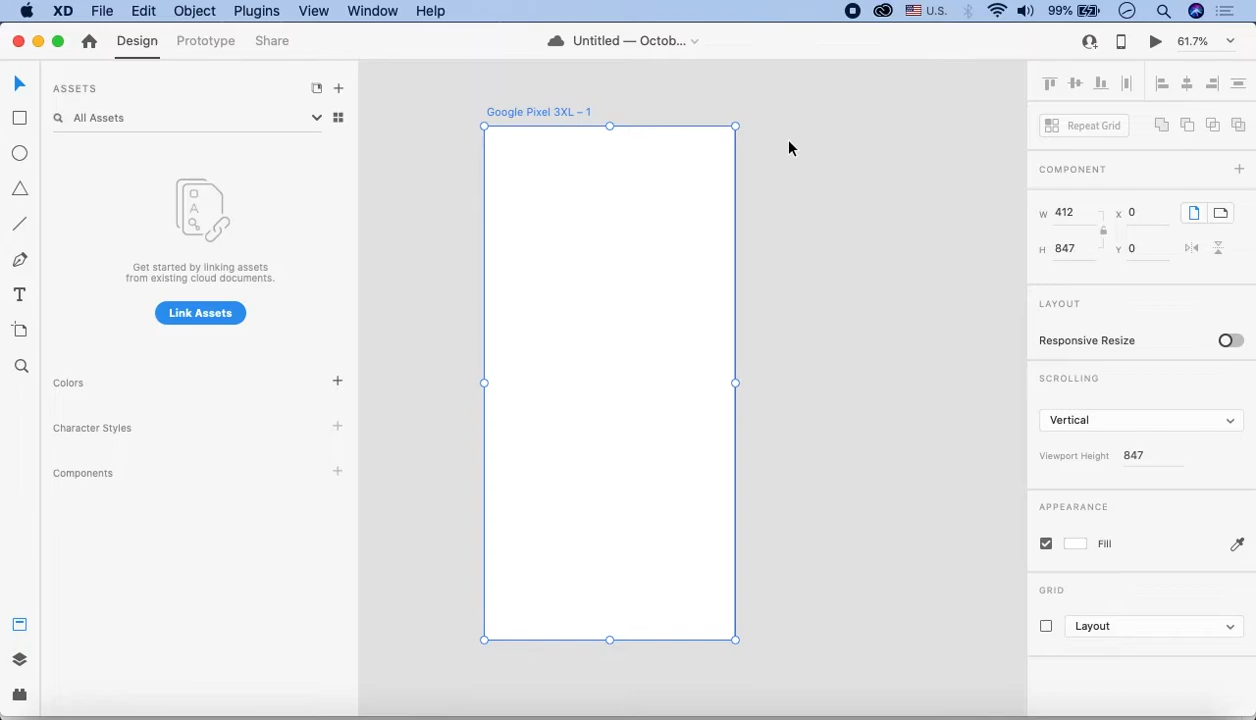 XD File Edit Object Plugins View Window Help U.S. 99%
Design Prototype Share Untitled — Octob... 61.7%
ASSETS
All Assets
Get started by linking assets
from existing cloud documents.
Link Assets
Colors
Character Styles
Components
Google Pixel 3XL – 1
Repeat Grid
COMPONENT
W 412 X 0
H 847 Y 0
LAYOUT
Responsive Resize
SCROLLING
Vertical
Viewport Height 847
APPEARANCE
Fill
GRID
Layout